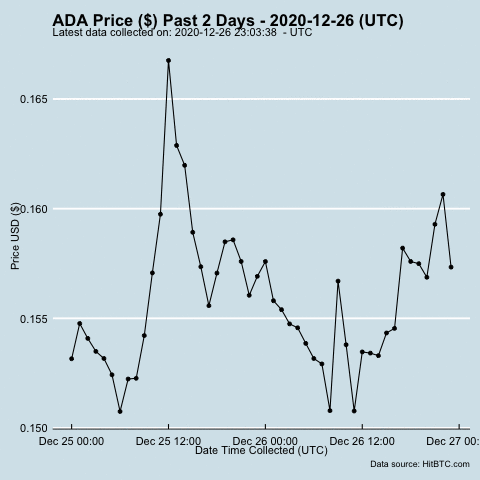 ADA Price ($) Past 2 Days - 2020-12-26 (UTC)
Latest data collected on: 2020-12-26 23:03:38 - UTC
0.165
0.160
0.155
0.150
Price USD ($)
Dec 25 00:00 Dec 25 12:00 Dec 26 00:00 Dec 26 12:00 Dec 27 00:
Date Time Collected (UTC)
Data source: HitBTC.com